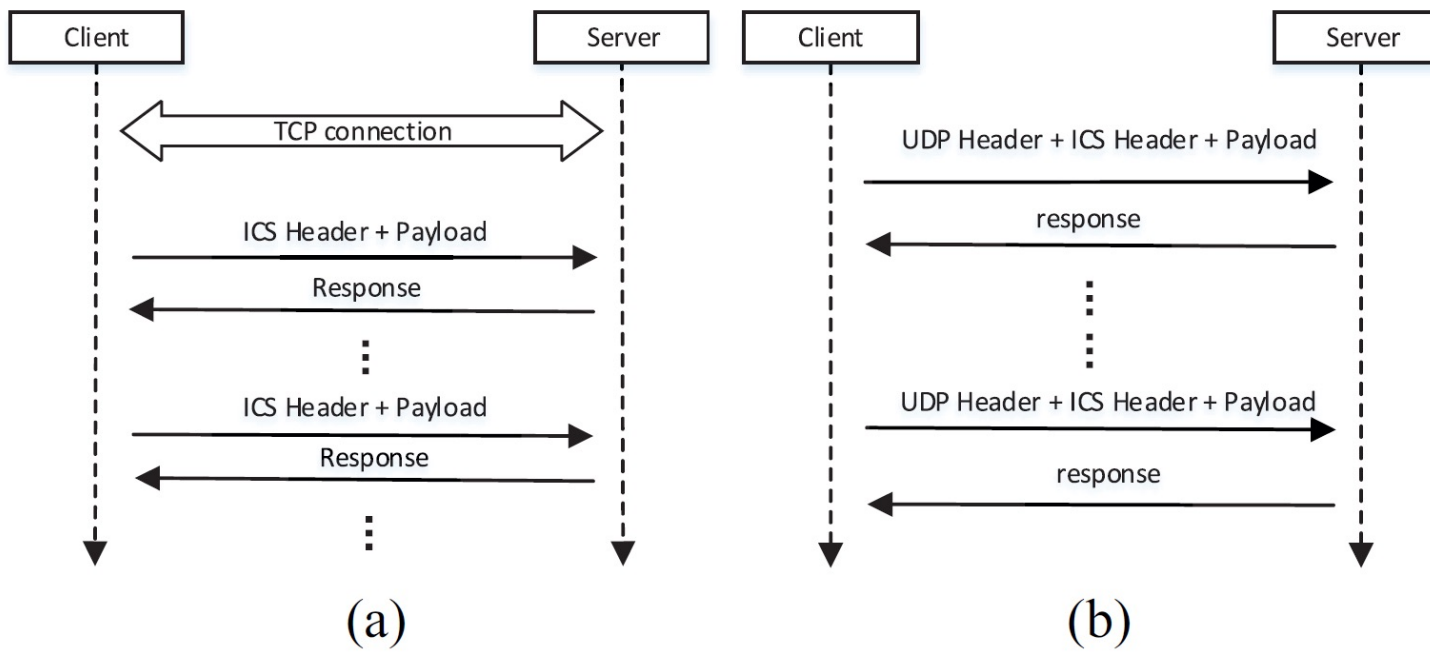 Client
Server
TCP connection
ICS Header + Payload
Response
ICS Header + Payload
Response
(a)
Client
Server
UDP Header + ICS Header + Payload
response
UDP Header + ICS Header + Payload
response
(b)